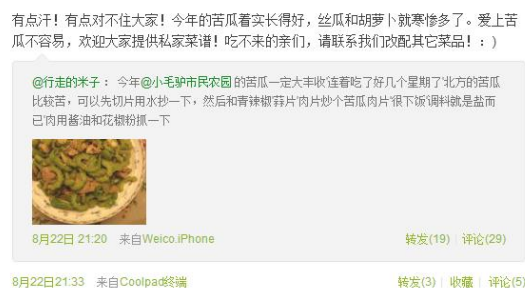 有点汗！有点对不住大家！今年的苦瓜着实长得好，丝瓜和胡萝卜就寒惨多了。爱上苦
瓜不容易，欢迎大家提供私家菜谱！吃不来的亲们，请联系我们改配其它菜品！：)
@行走的米子： 今年@小毛驴市民农园 的苦瓜一定大丰收'连着吃了好几个星期了'北方的苦瓜
比较苦，可以先切片用水抄一下，然后和青辣椒'蒜片'肉片炒个苦瓜肉片'很下饭'调料就是盐而
已'肉用酱油和花椒粉抓一下
8月22日 21:20 来自Weico.iPhone 转发(19) | 评论(29)
8月22日21:33 来自Coolpad终端 转发(3) | 收藏 | 评论(5)